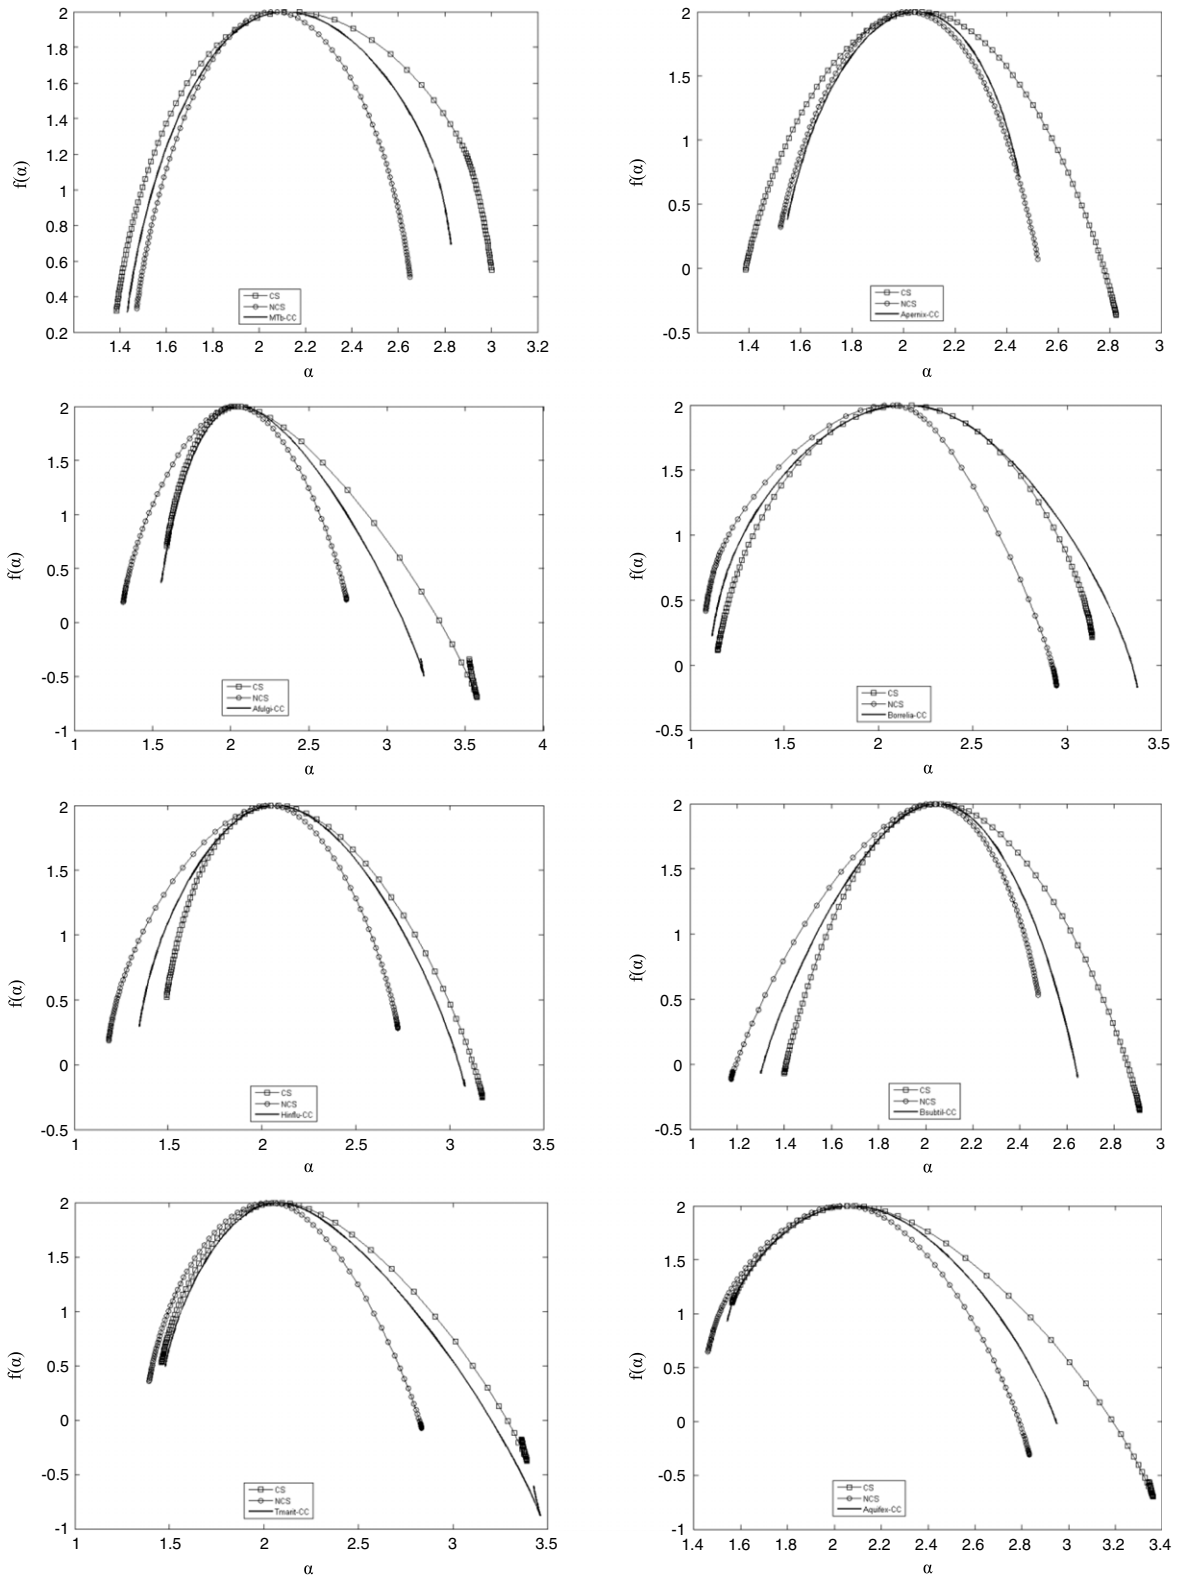 2
1.8
1.6
1.4
1.2
1
0.8
0.6
0.4
0.2
f(α)
1.4 1.6 1.8 2 2.2 2.4 2.6 2.8 3 3.2
α
CS
NCS
MTb-CC
2
1.5
1
0.5
0
-0.5
f(α)
1.4 1.6 1.8 2 2.2 2.4 2.6 2.8 3
α
CS
NCS
Apernix-CC
2
1.5
1
0.5
0
-0.5
-1
f(α)
1 1.5 2 2.5 3 3.5 4
α
CS
NCS
Afulgi-CC
2
1.5
1
0.5
0
-0.5
f(α)
1 1.5 2 2.5 3 3.5
α
CS
NCS
Borrelia-CC
2
1.5
1
0.5
0
-0.5
f(α)
1 1.5 2 2.5 3 3.5
α
CS
NCS
Hinflu-CC
2
1.5
1
0.5
0
-0.5
f(α)
1 1.2 1.4 1.6 1.8 2 2.2 2.4 2.6 2.8 3
α
CS
NCS
Bsubtil-CC
2
1.5
1
0.5
0
-0.5
-1
f(α)
1 1.5 2 2.5 3 3.5
α
CS
NCS
Tmarit-CC
2
1.5
1
0.5
0
-0.5
-1
f(α)
1.4 1.6 1.8 2 2.2 2.4 2.6 2.8 3 3.2 3.4
α
CS
NCS
Aquifex-CC